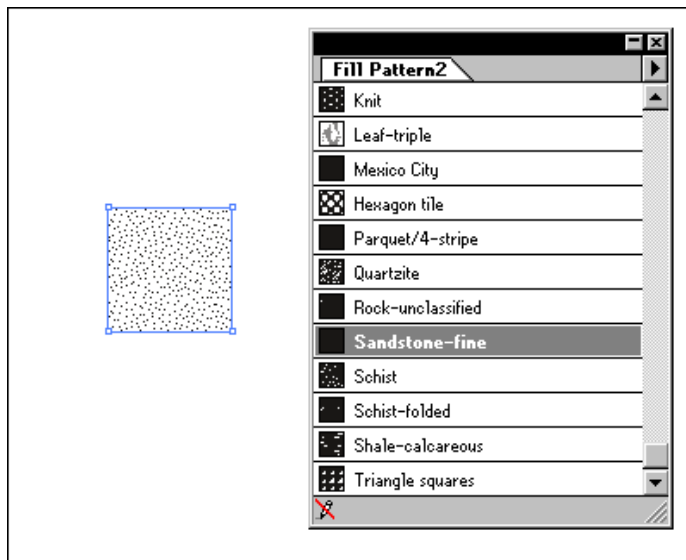 Fill Pattern2
Knit
Leaf-triple
Mexico City
Hexagon tile
Parquet/4-stripe
Quartzite
Rock-unclassified
Sandstone-fine
Schist
Schist-folded
Shale-calcareous
Triangle squares